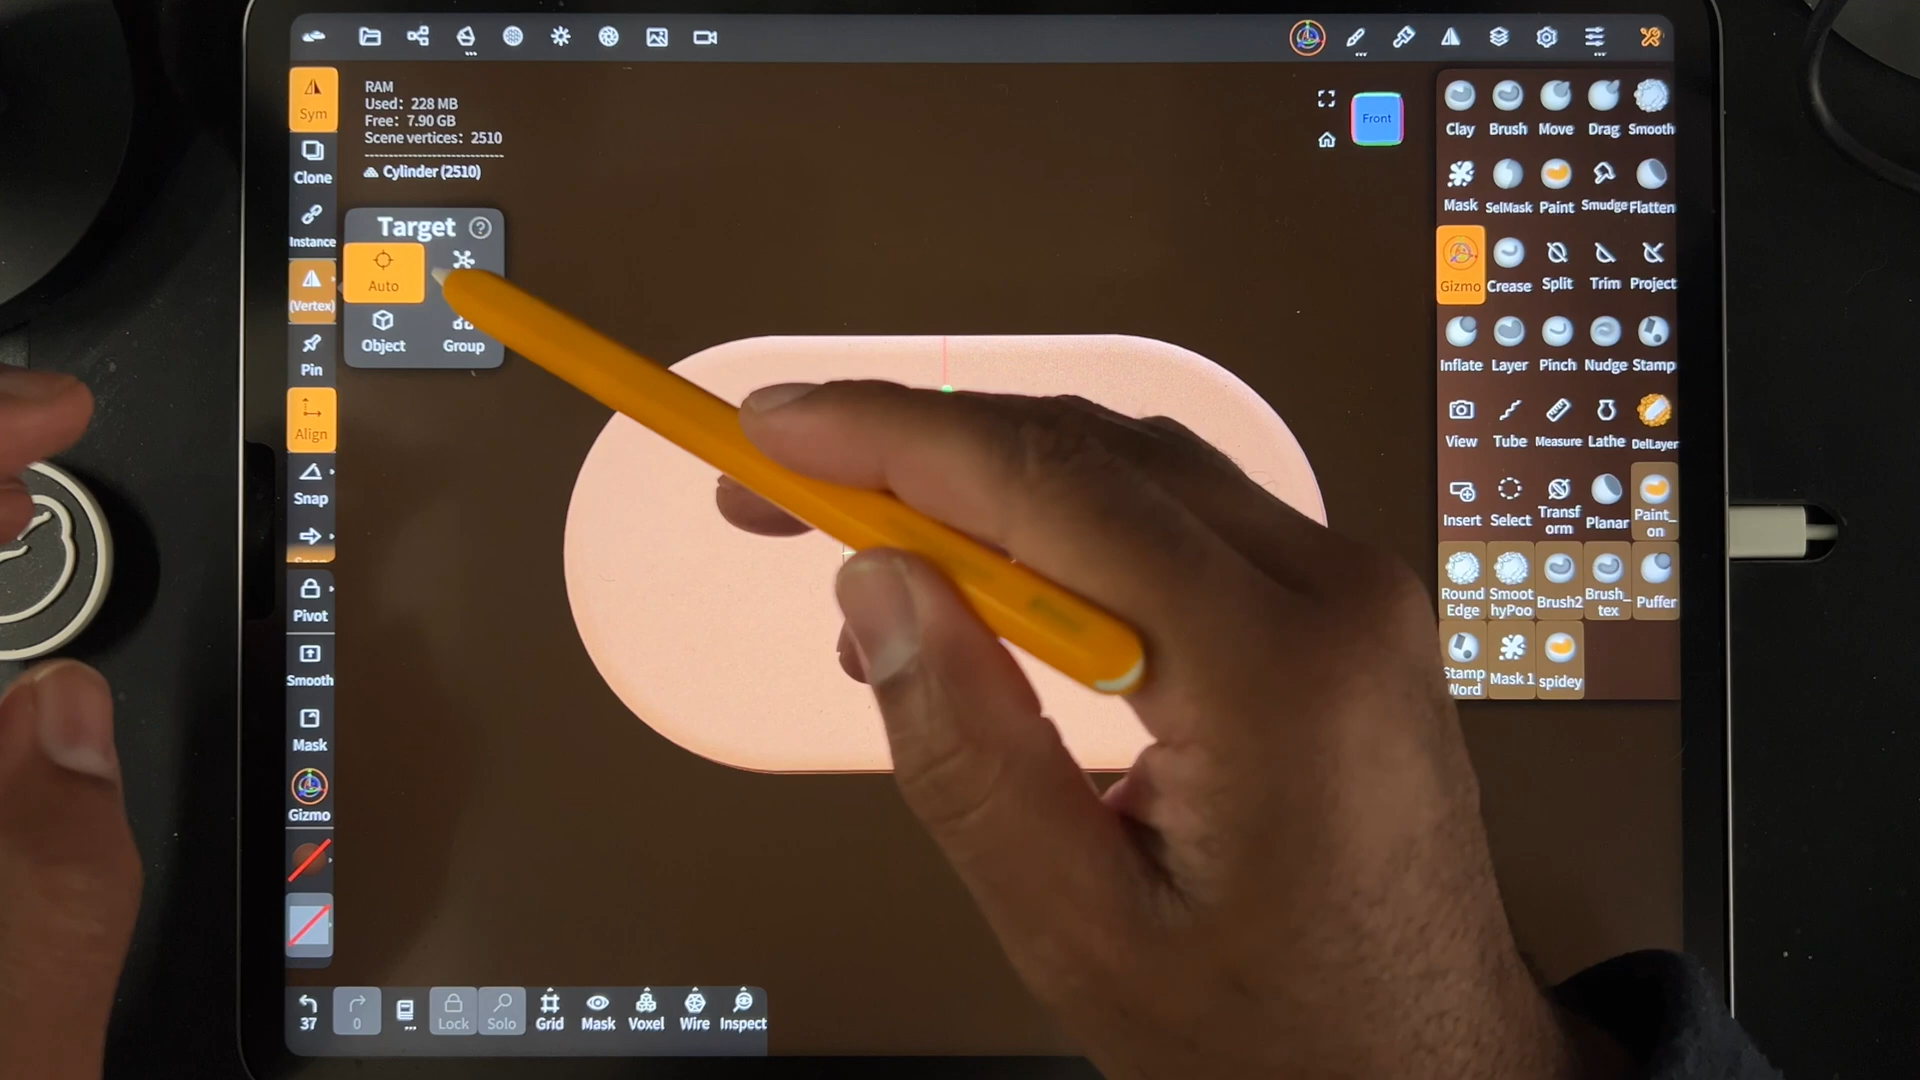 RAM
Used: 228 MB
Free: 7.90 GB
Scene vertices: 2510
Cylinder (2510)
Front
Sym
Clone
Instance
(Vertex)
Pin
Align
Snap
Pivot
Smooth
Mask
Gizmo
Target ?
Auto
Object Group
Clay Brush Move Drag Smooth
Mask SelMask Paint Smudge Flatten
Gizmo Crease Split Trim Project
Inflate Layer Pinch Nudge Stamp
View Tube Measure Lathe DelLayer
Insert Select Transf orm Planar Paint_ on
Round Edge Smoot hyPoo Brush2 Brush_ tex Puffer
Stamp Word Mask 1 spidey
37 0 Lock Solo Grid Mask Voxel Wire Inspect